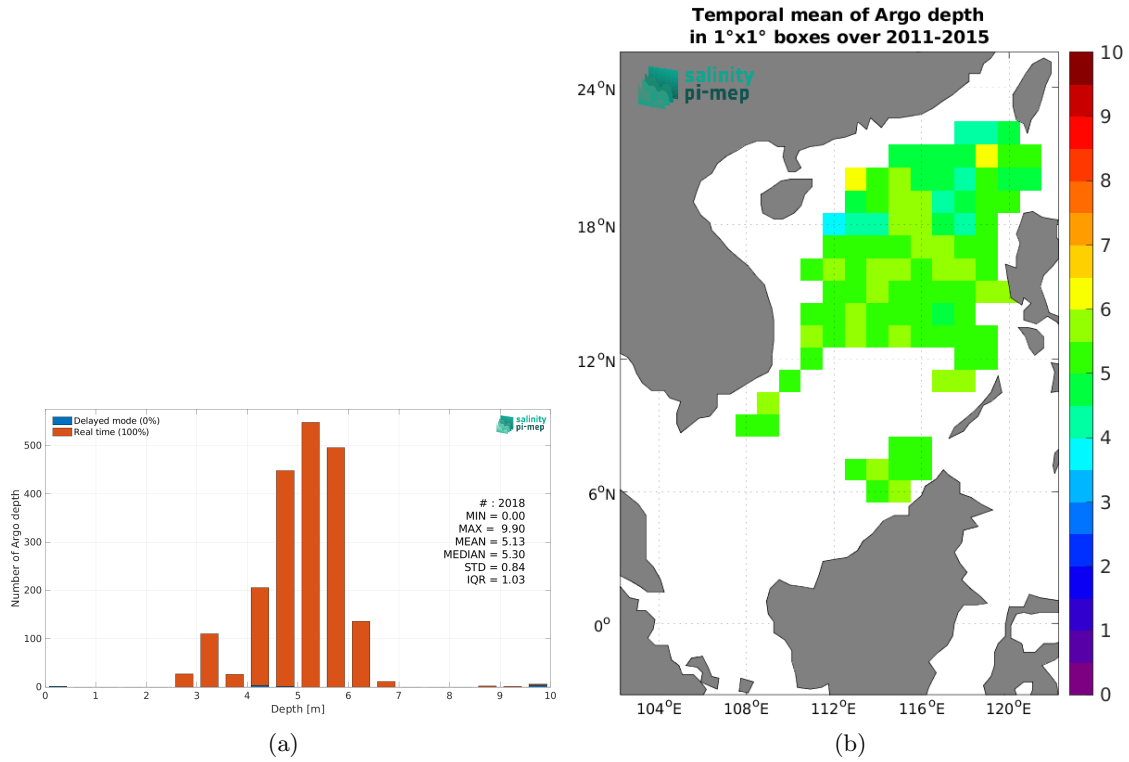 Delayed mode (0%)
Real time (100%)
salinity
pi-mep
# : 2018
MIN = 0.00
MAX = 9.90
MEAN = 5.13
MEDIAN = 5.30
STD = 0.84
IQR = 1.03
Number of Argo depth
500
400
300
200
100
0
0 1 2 3 4 5 6 7 8 9 10
Depth [m]
(a)
Temporal mean of Argo depth
in 1°x1° boxes over 2011-2015
salinity
pi-mep
24°N
18°N
12°N
6°N
0°
104°E 108°E 112°E 116°E 120°E
10
9
8
7
6
5
4
3
2
1
0
(b)